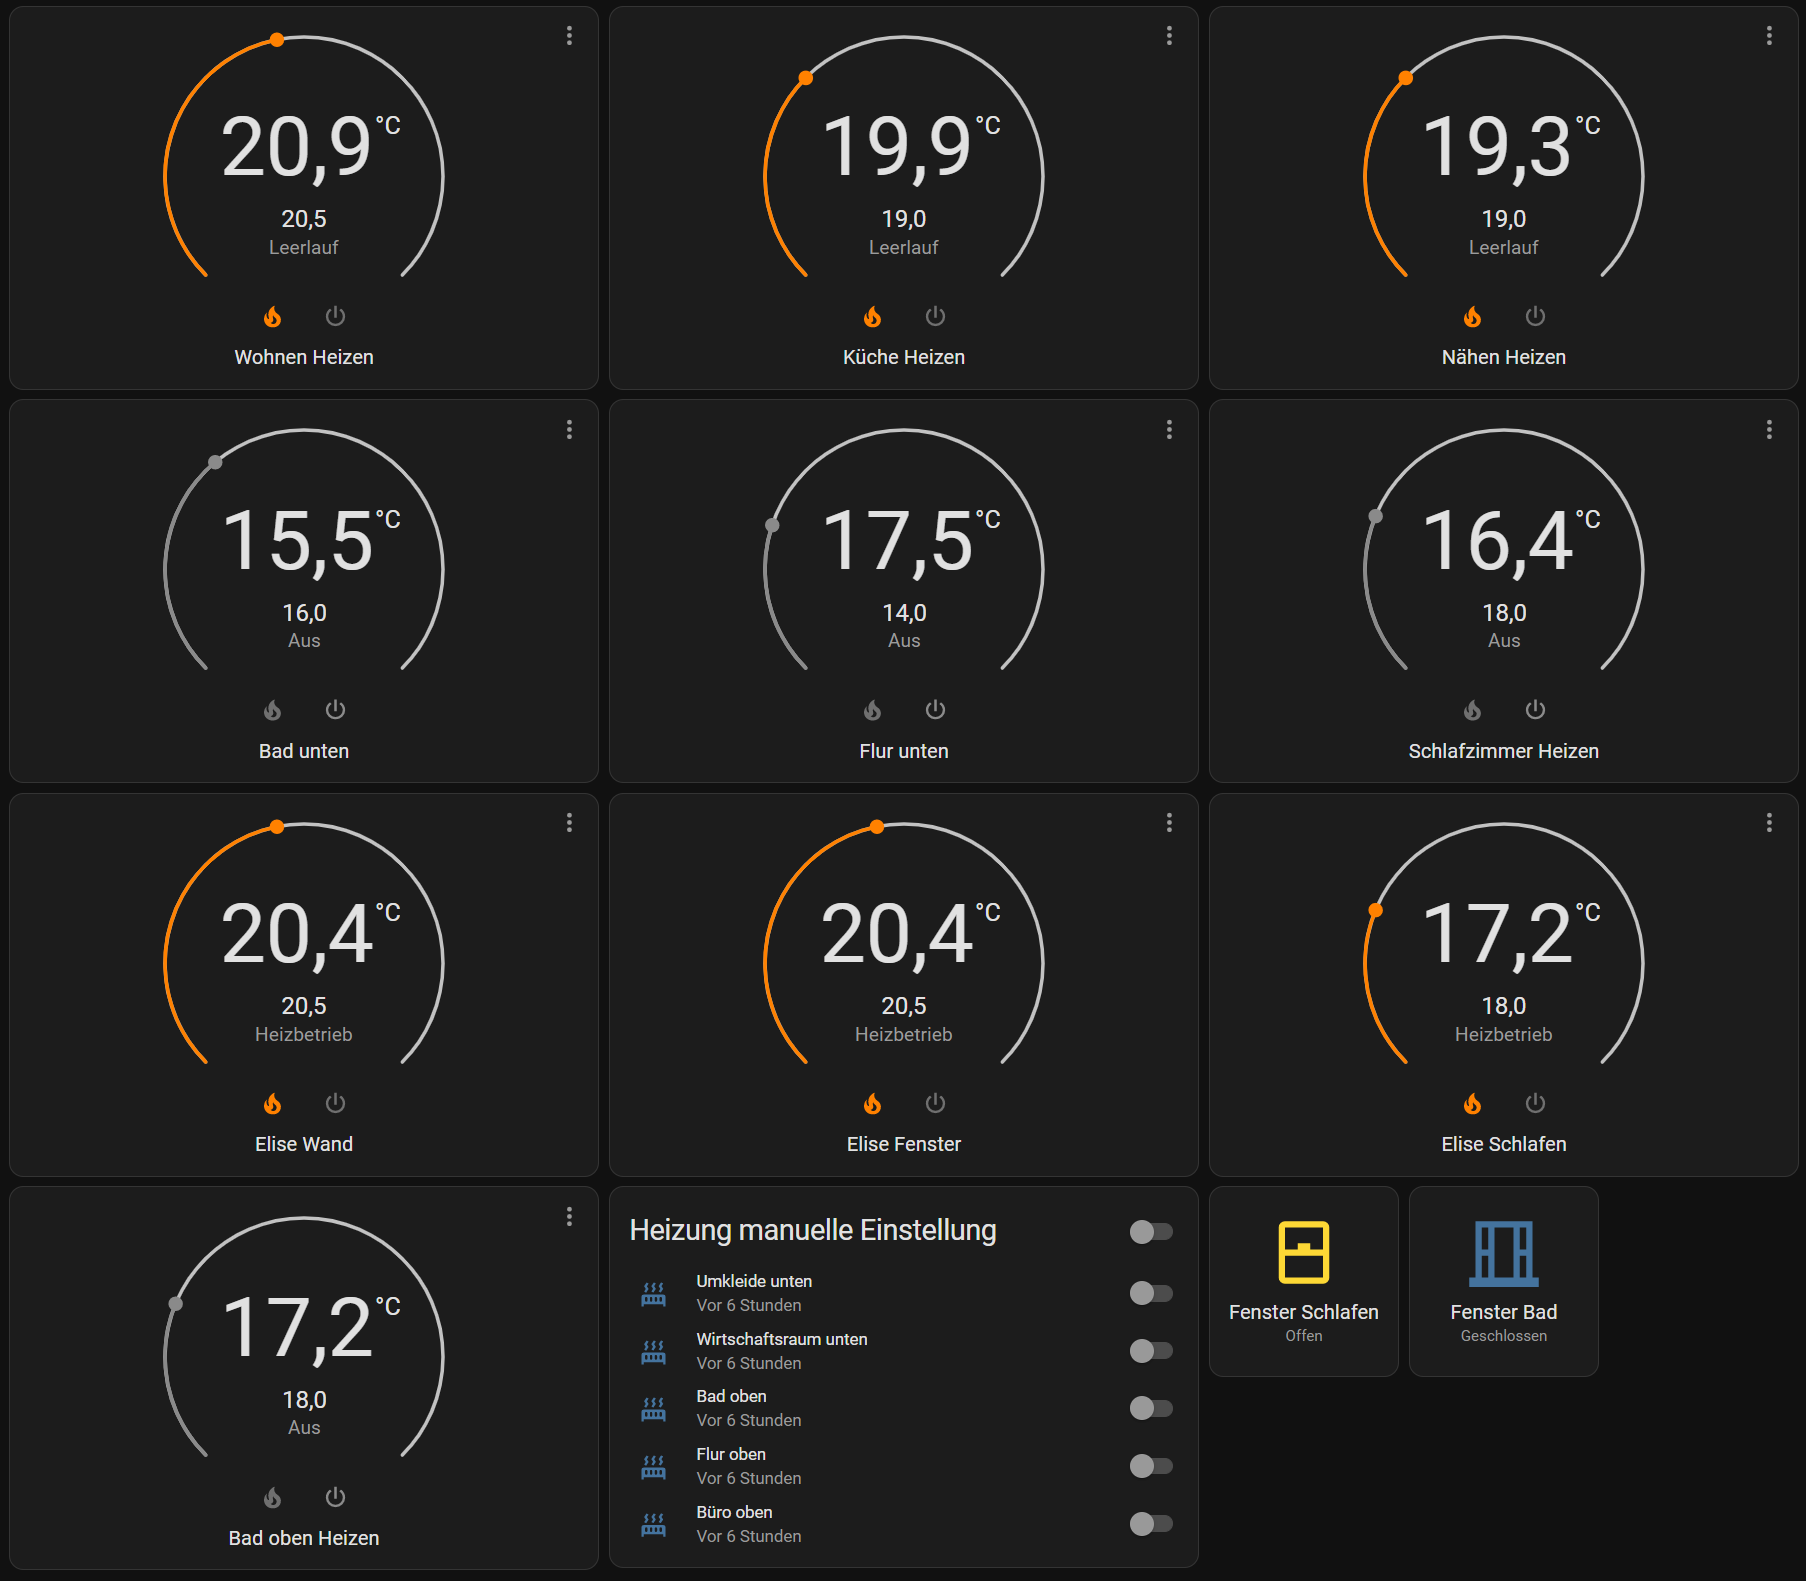 20,9 °C
20,5
Leerlauf
Wohnen Heizen
19,9 °C
19,0
Leerlauf
Küche Heizen
19,3 °C
19,0
Leerlauf
Nähen Heizen
15,5 °C
16,0
Aus
Bad unten
17,5 °C
14,0
Aus
Flur unten
16,4 °C
18,0
Aus
Schlafzimmer Heizen
20,4 °C
20,5
Heizbetrieb
Elise Wand
20,4 °C
20,5
Heizbetrieb
Elise Fenster
17,2 °C
18,0
Heizbetrieb
Elise Schlafen
17,2 °C
18,0
Aus
Bad oben Heizen
Heizung manuelle Einstellung
Umkleide unten
Vor 6 Stunden
Wirtschaftsraum unten
Vor 6 Stunden
Bad oben
Vor 6 Stunden
Flur oben
Vor 6 Stunden
Büro oben
Vor 6 Stunden
Fenster Schlafen
Offen
Fenster Bad
Geschlossen